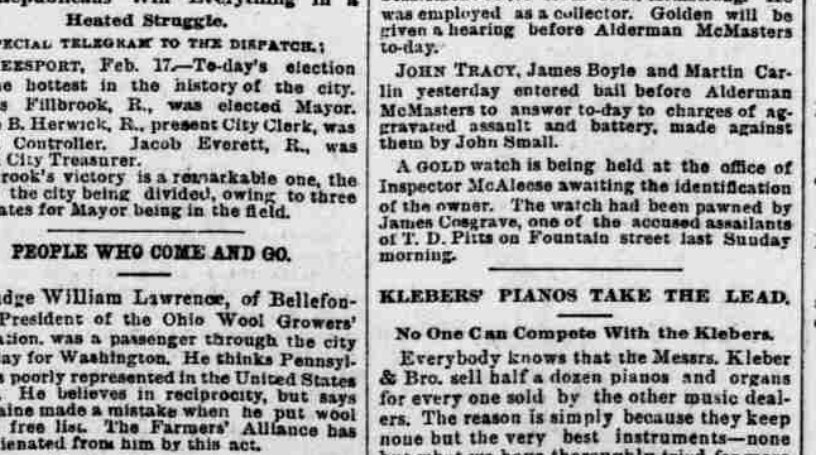 Heated Struggle.
PECIAL TELEGRAM TO THE DISPATCH.;
EESPORT, Feb. 17.—To-day's election
e hottest in the history of the city.
s Fillbrook, R., was elected Mayor.
B. Herwick, R., present City Clerk, was
Controller. Jacob Everett, R., was
City Treasurer.
rook's victory is a remarkable one, the
the city being divided, owing to three
ates for Mayor being in the field.
PEOPLE WHO COME AND GO.
dge William Lawrence, of Bellefon-
President of the Ohio Wool Growers'
ation, was a passenger through the city
ay for Washington. He thinks Pennsyl-
s poorly represented in the United States
. He believes in reciprocity, but says
aine made a mistake when he put wool
free list. The Farmers' Alliance has
ienated from him by this act.
was employed as a collector. Golden will be
given a hearing before Alderman McMasters
to-day.
JOHN TRACY, James Boyle and Martin Car-
lin yesterday entered bail before Alderman
McMasters to answer to-day to charges of ag-
gravated assault and battery, made against
them by John Small.
A GOLD watch is being held at the office of
Inspector McAleese awaiting the identification
of the owner. The watch had been pawned by
James Cosgrave, one of the accused assailants
of T. D. Pitts on Fountain street last Sunday
morning.
KLEBERS' PIANOS TAKE THE LEAD.
No One Can Compete With the Klebers.
Everybody knows that the Messrs. Kleber
& Bro. sell half a dozen pianos and organs
for every one sold by the other music deal-
ers. The reason is simply because they keep
none but the very best instruments—none